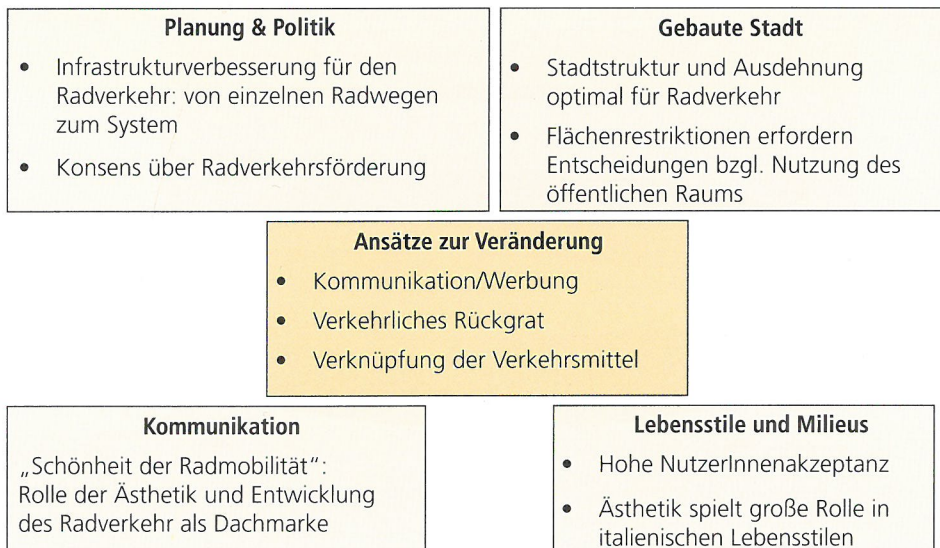 Planung & Politik
• Infrastrukturverbesserung für den
Radverkehr: von einzelnen Radwegen
zum System
• Konsens über Radverkehrsförderung
Gebaute Stadt
• Stadtstruktur und Ausdehnung
optimal für Radverkehr
• Flächenrestriktionen erfordern
Entscheidungen bzgl. Nutzung des
öffentlichen Raums
Ansätze zur Veränderung
• Kommunikation/Werbung
• Verkehrliches Rückgrat
• Verknüpfung der Verkehrsmittel
Kommunikation
„Schönheit der Radmobilität“:
Rolle der Ästhetik und Entwicklung
des Radverkehr als Dachmarke
Lebensstile und Milieus
• Hohe NutzerInnenakzeptanz
• Ästhetik spielt große Rolle in
italienischen Lebensstilen